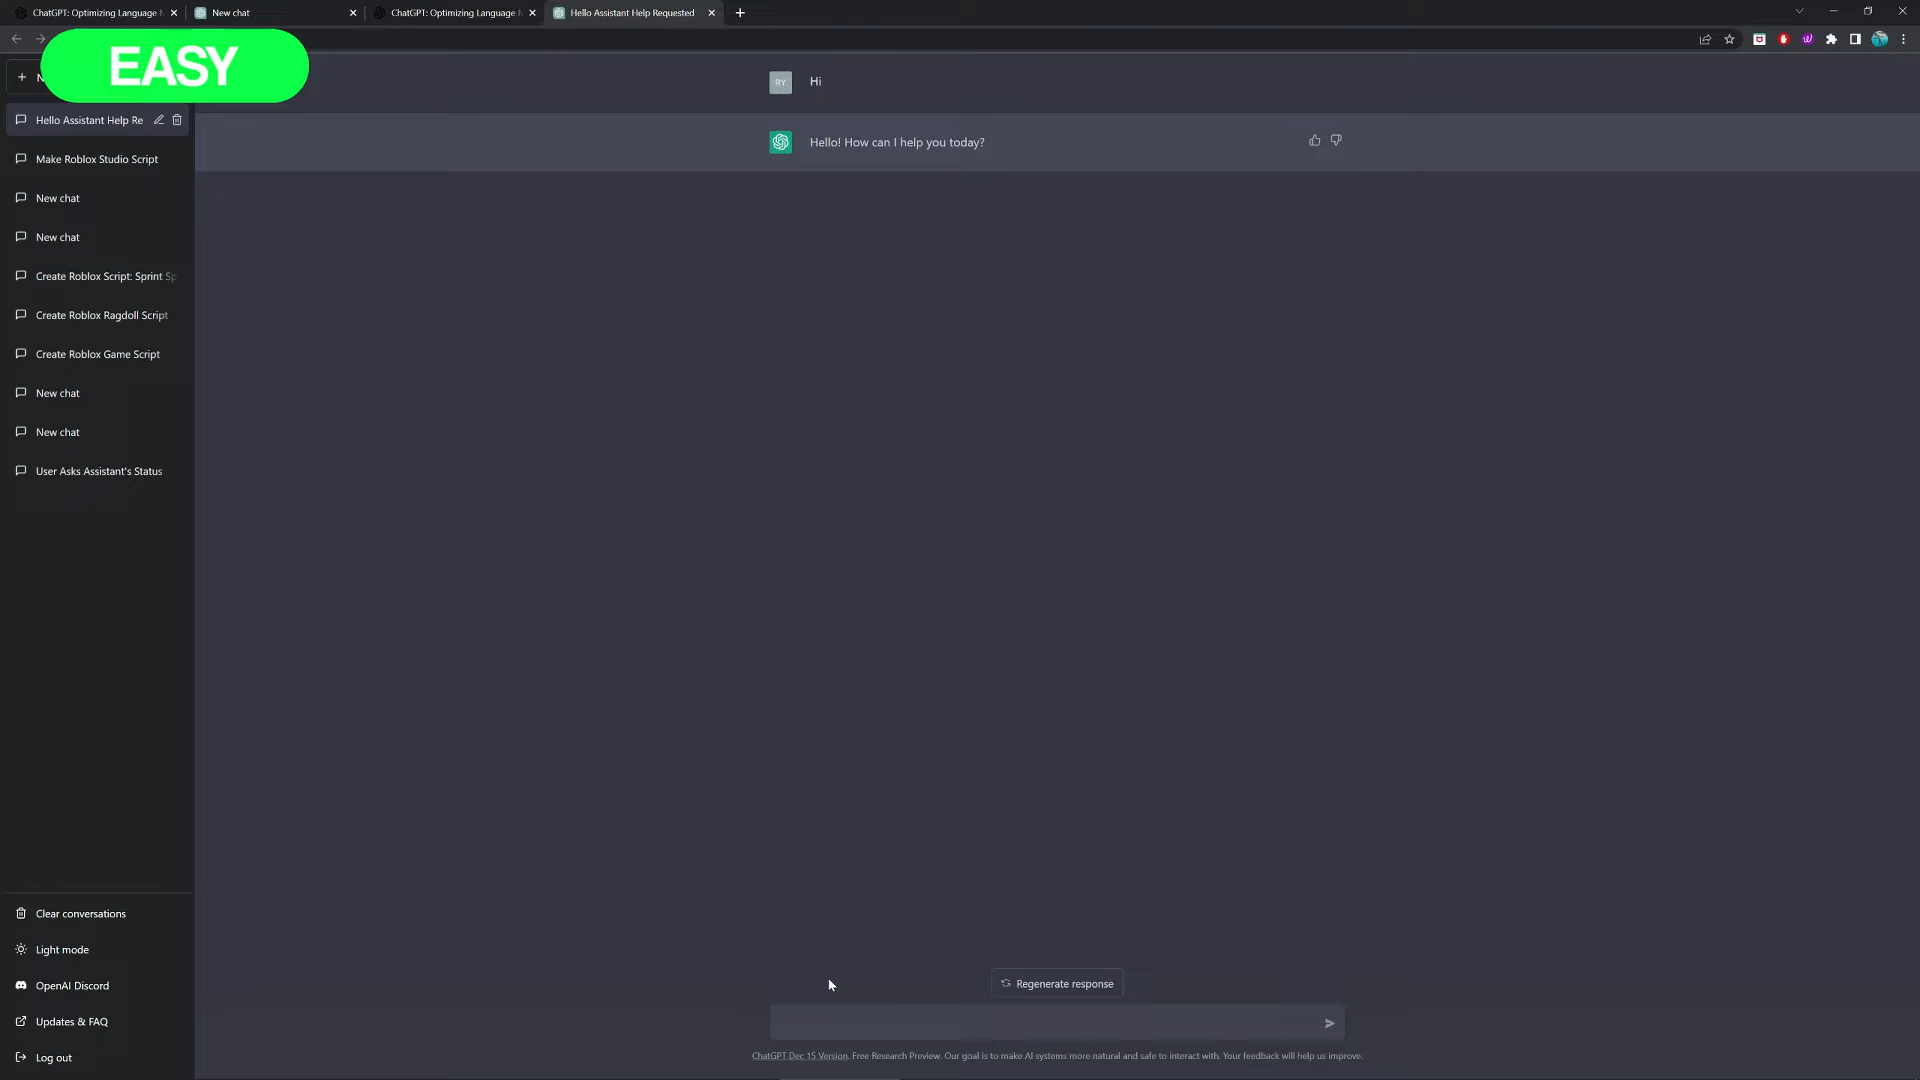 ChatGPT: Optimizing Language
New chat
ChatGPT: Optimizing Language
Hello Assistant Help Requested
EASY
Hello Assistant Help Re
Make Roblox Studio Script
New chat
New chat
Create Roblox Script: Sprint Sp
Create Roblox Ragdoll Script
Create Roblox Game Script
New chat
New chat
User Asks Assistant's Status
Clear conversations
Light mode
OpenAI Discord
Updates & FAQ
Log out
RY Hi
Hello! How can I help you today?
Regenerate response
ChatGPT Dec 15 Version. Free Research Preview. Our goal is to make AI systems more natural and safe to interact with. Your feedback will help us improve.